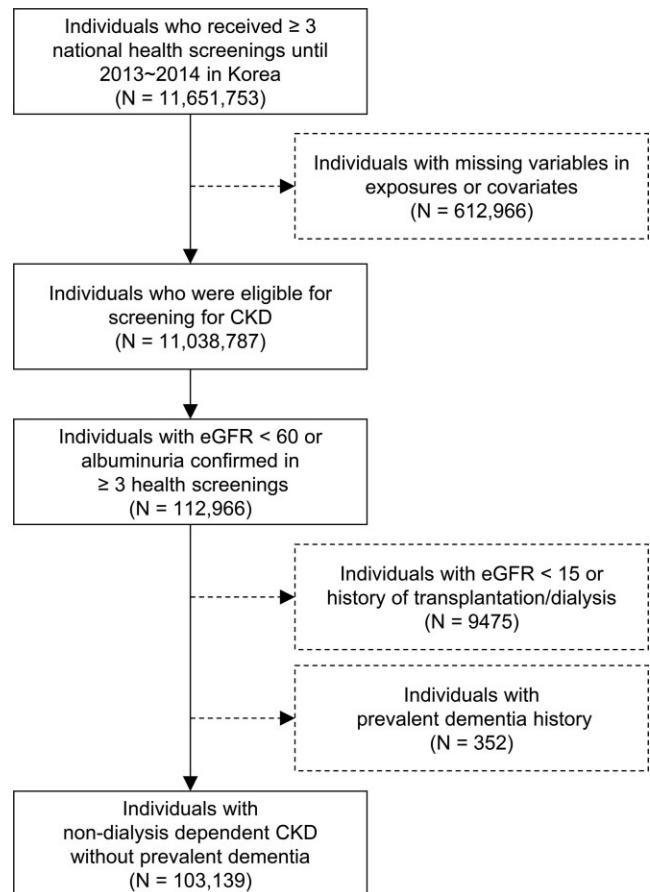 Individuals who received ≥ 3
national health screenings until
2013~2014 in Korea
(N = 11,651,753)
Individuals with missing variables in
exposures or covariates
(N = 612,966)
Individuals who were eligible for
screening for CKD
(N = 11,038,787)
Individuals with eGFR < 60 or
albuminuria confirmed in
≥ 3 health screenings
(N = 112,966)
Individuals with eGFR < 15 or
history of transplantation/dialysis
(N = 9475)
Individuals with
prevalent dementia history
(N = 352)
Individuals with
non-dialysis dependent CKD
without prevalent dementia
(N = 103,139)